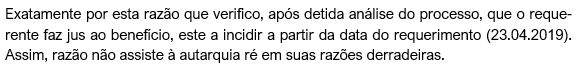 Exatamente por esta razão que verifico, após detida análise do processo, que o reque-
rente faz jus ao benefício, este a incidir a partir da data do requerimento (23.04.2019).
Assim, razão não assiste à autarquia ré em suas razões derradeiras.